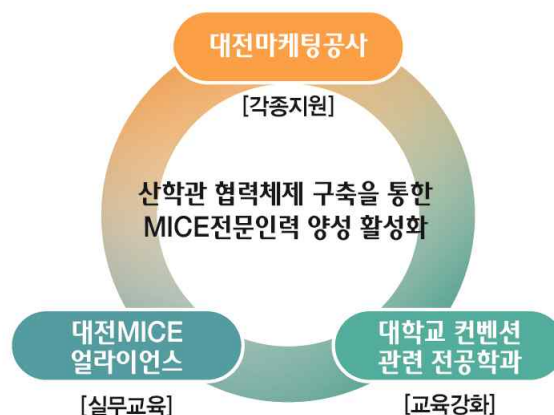 대전마케팅공사
[각종지원]
산학관 협력체제 구축을 통한
MICE전문인력 양성 활성화
대전MICE
얼라이언스
[실무교육]
대학교 컨벤션
관련 전공학과
[교육강화]